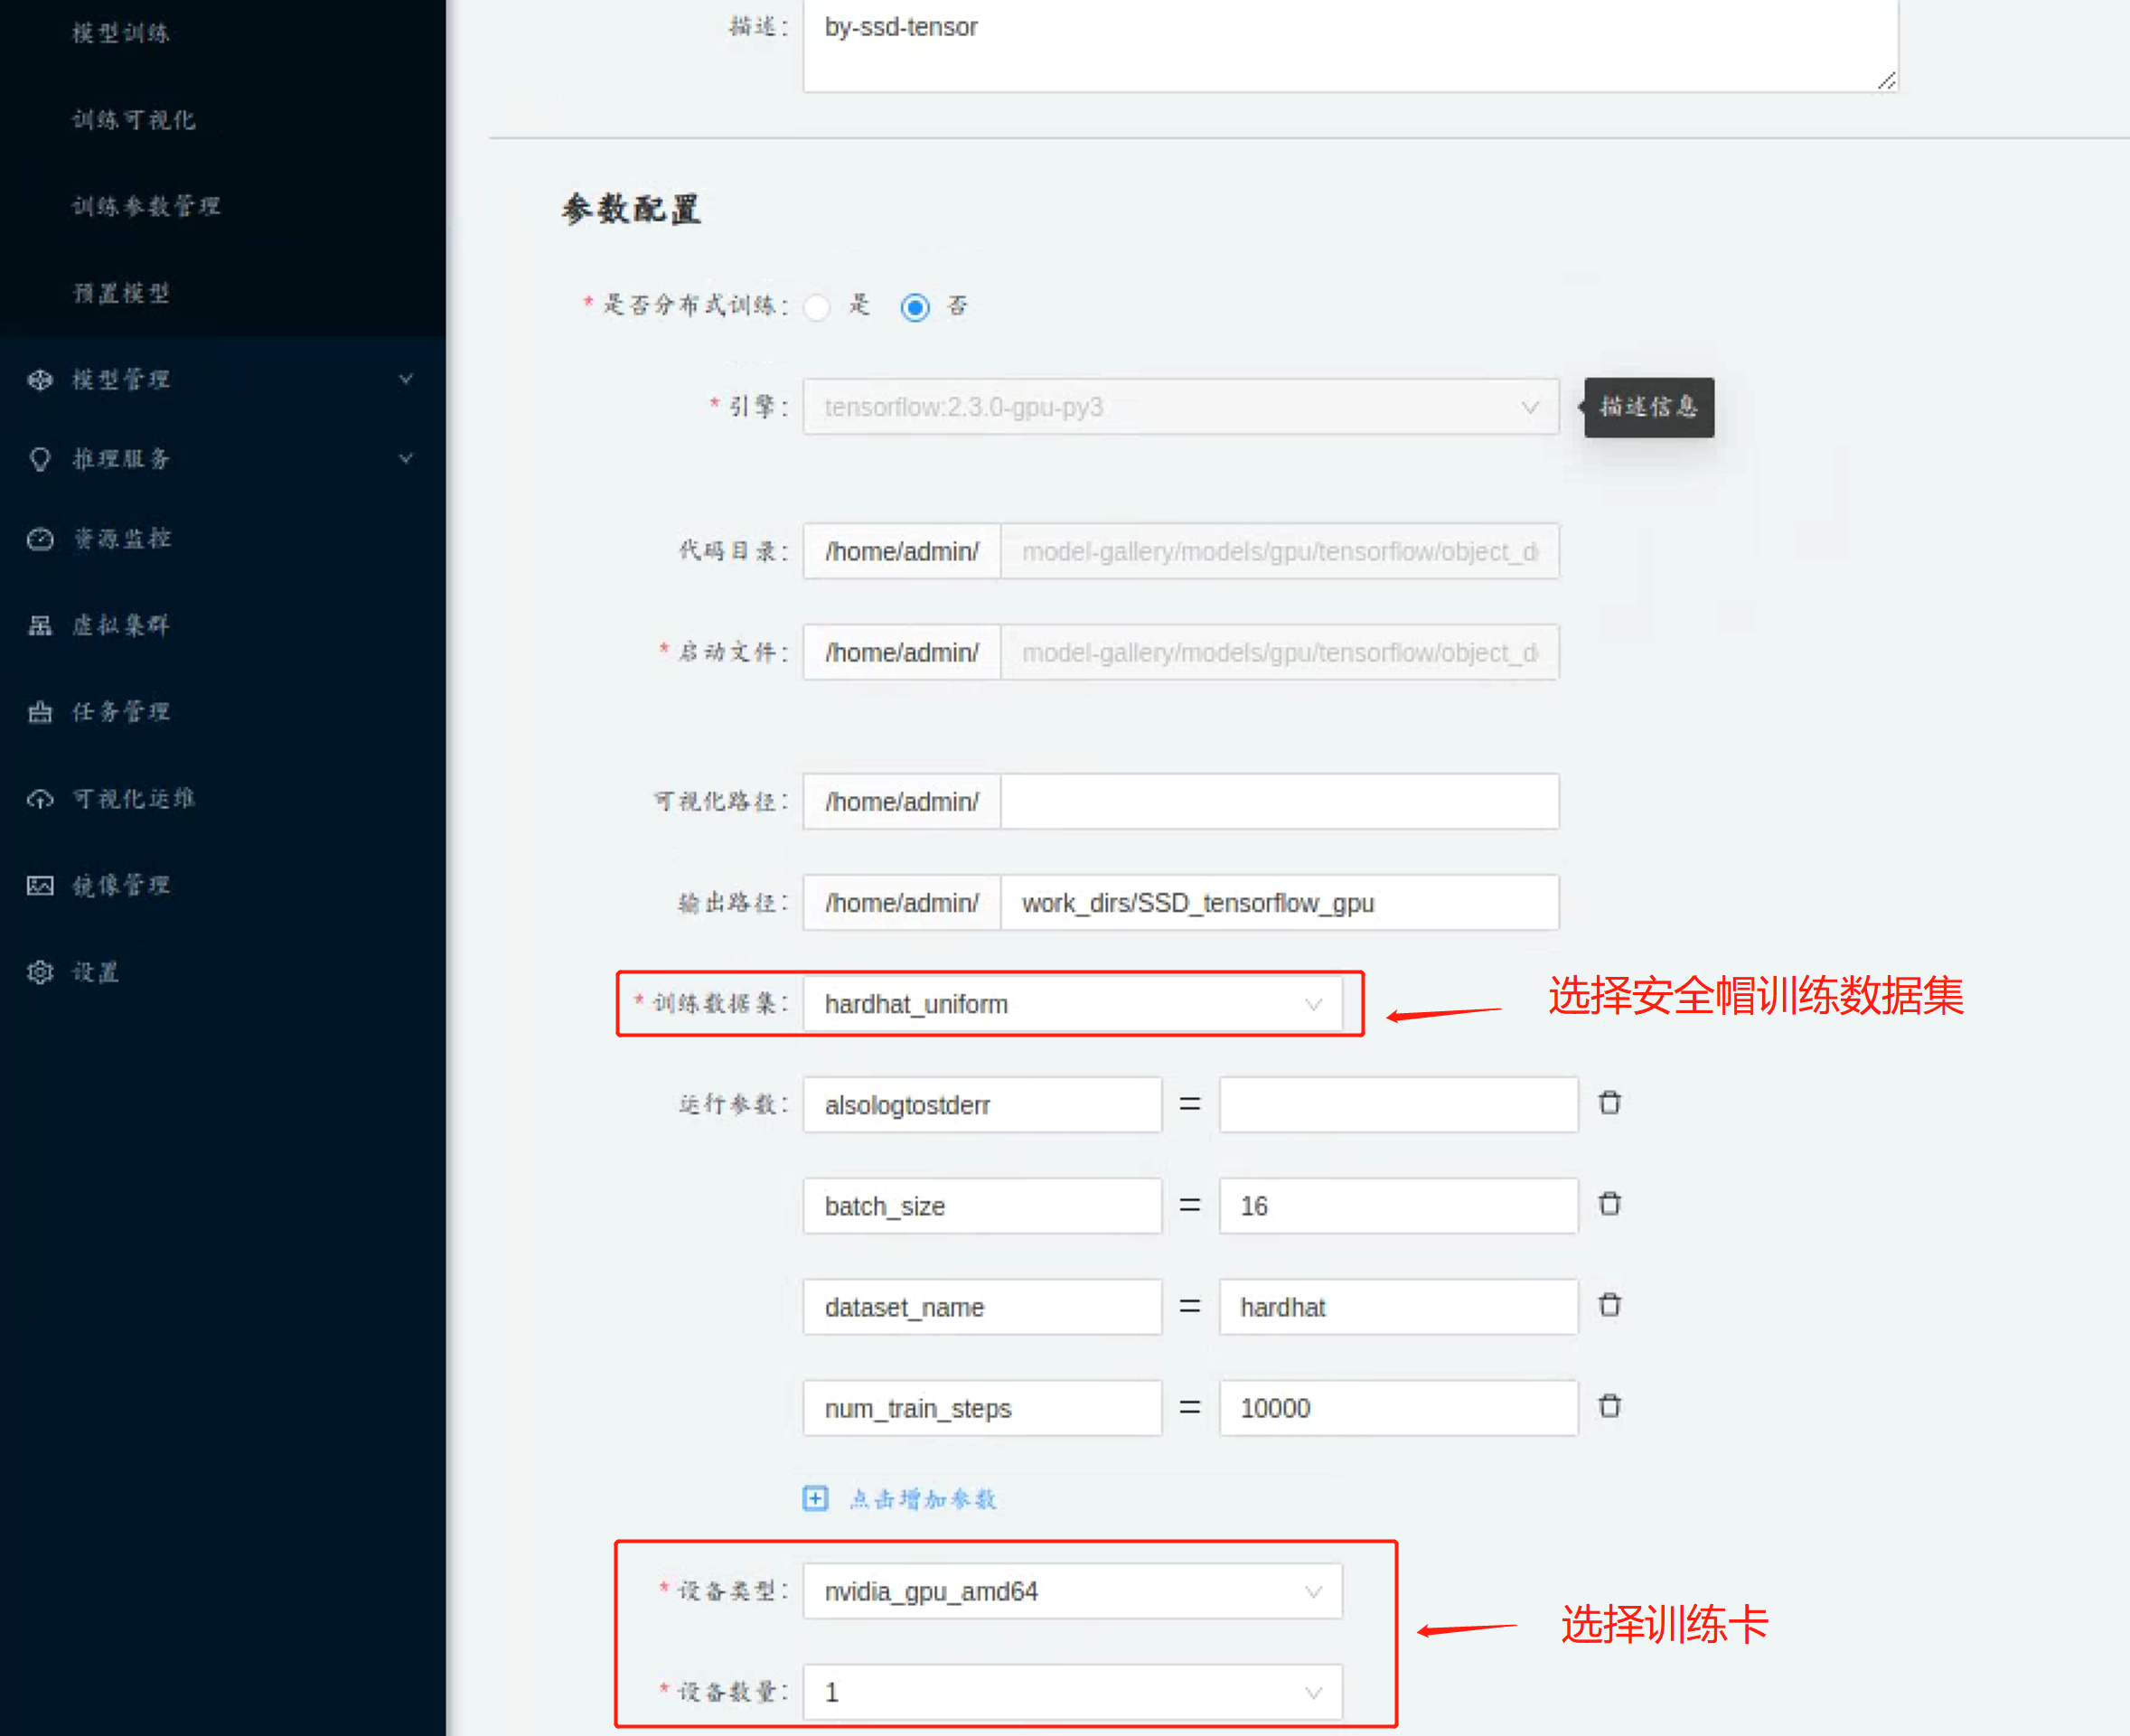 模型训练
训练可视化
训练参数管理
预置模型
模型管理
推理服务
资源监控
虚拟集群
任务管理
可视化运维
镜像管理
设置
描述: by-ssd-tensor
参数配置
* 是否分布式训练: 是 否
* 引擎: tensorflow:2.3.0-gpu-py3 描述信息
代码目录: /home/admin/ model-gallery/models/gpu/tensorflow/object_d
* 启动文件: /home/admin/ model-gallery/models/gpu/tensorflow/object_d
可视化路径: /home/admin/
输出路径: /home/admin/ work_dirs/SSD_tensorflow_gpu
* 训练数据集: hardhat_uniform 选择安全帽训练数据集
运行参数: alsologtostderr =
batch_size = 16
dataset_name = hardhat
num_train_steps = 10000
点击增加参数
* 设备类型: nvidia_gpu_amd64
选择训练卡
* 设备数量: 1